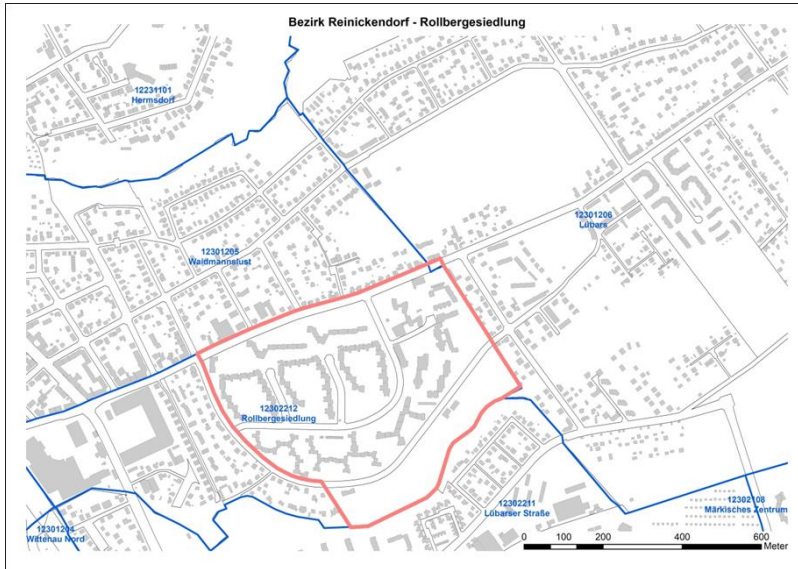 Bezirk Reinickendorf - Rollbergesiedlung
12231101
Hermsdorf
12301206
Lübars
12301205
Waidmannslust
12302212
Rollbergesiedlung
12302211
Lübarser Straße
12302108
Märkisches Zentrum
12301204
Wittenau Nord
0 100 200 400 600
Meter